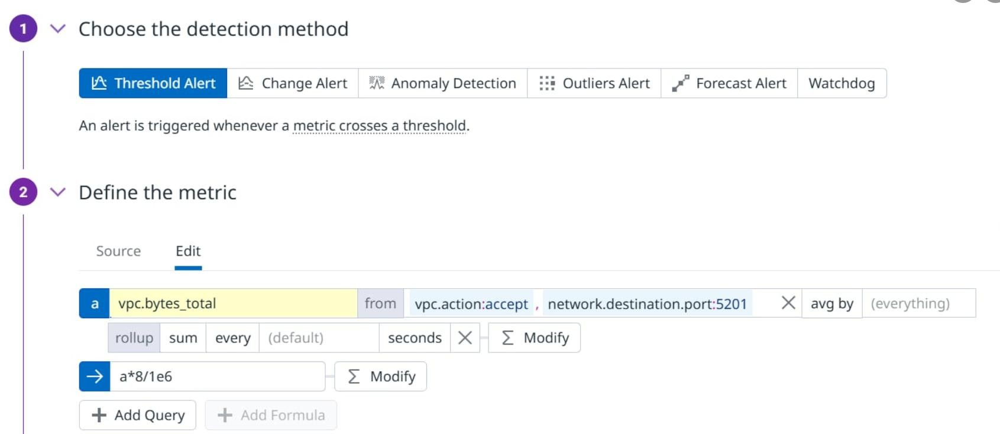 1 Choose the detection method
Threshold Alert Change Alert Anomaly Detection Outliers Alert Forecast Alert Watchdog
An alert is triggered whenever a metric crosses a threshold.
2 Define the metric
Source Edit
a vpc.bytes_total from vpc.action:accept , network.destination.port:5201 avg by (everything)
rollup sum every (default) seconds Σ Modify
a*8/1e6 Σ Modify
+ Add Query + Add Formula